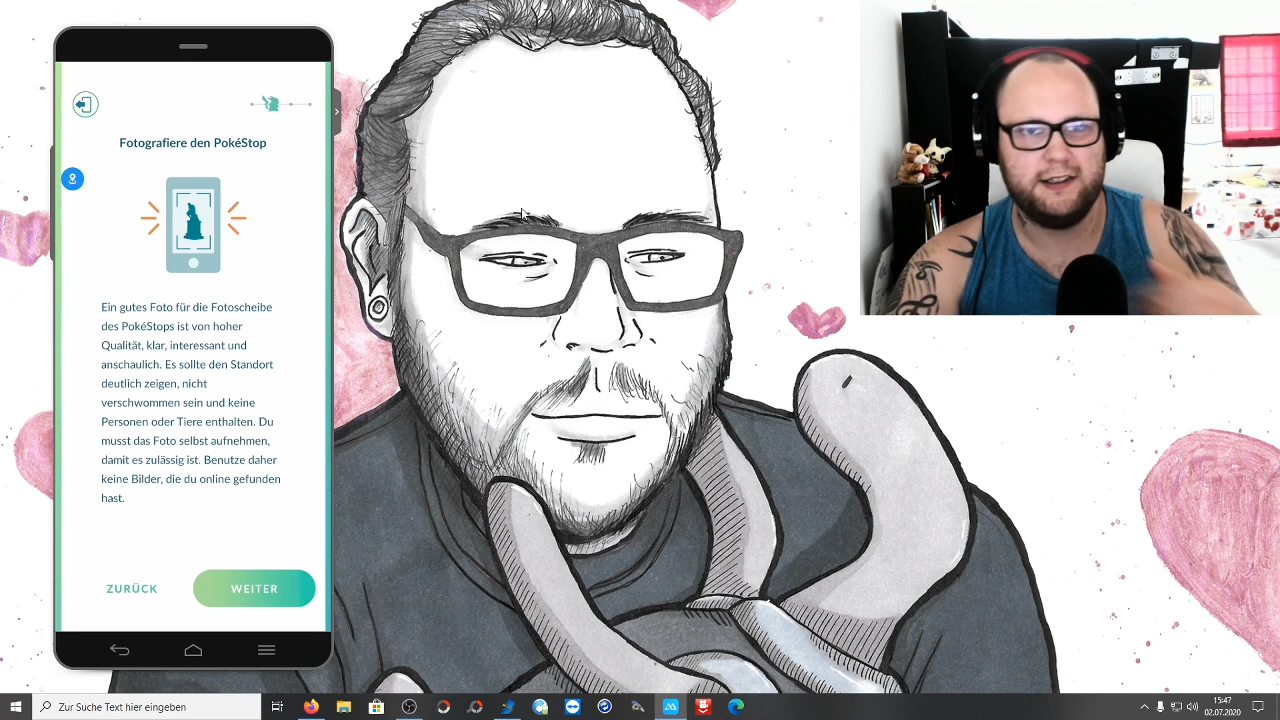 Fotografiere den PokéStop
Ein gutes Foto für die Fotoscheibe
des PokéStops ist von hoher
Qualität, klar, interessant und
anschaulich. Es sollte den Standort
deutlich zeigen, nicht
verschwommen sein und keine
Personen oder Tiere enthalten. Du
musst das Foto selbst aufnehmen,
damit es zulässig ist. Benutze daher
keine Bilder, die du online gefunden
hast.
ZURÜCK WEITER
Zur Suche Text hier eingeben
15:47
02.07.2020